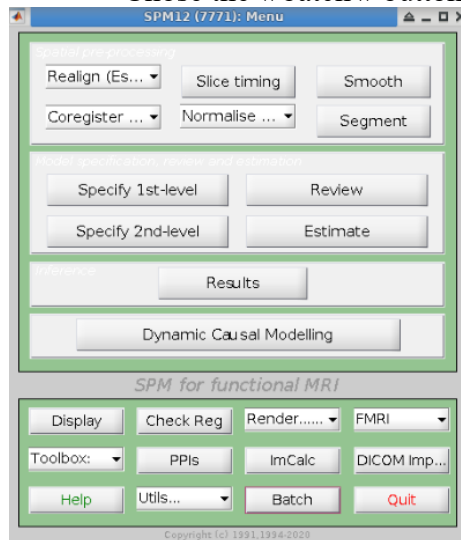 SPM12 (7771): Menu
Spatial pre-processing
Realign (Es... Slice timing Smooth
Coregister ... Normalise ... Segment
Model specification, review and estimation
Specify 1st-level Review
Specify 2nd-level Estimate
Inference
Results
Dynamic Causal Modelling
SPM for functional MRI
Display Check Reg Render...... FMRI
Toolbox: PPIs ImCalc DICOM Imp...
Help Utils... Batch Quit
Copyright (c) 1991,1994-2020